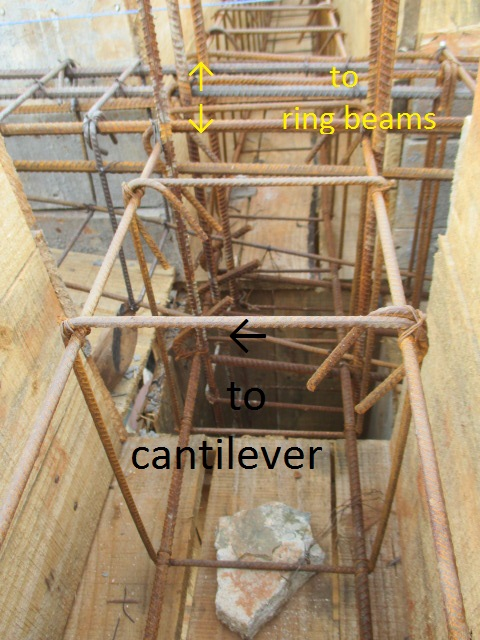 to
ring beams
to
cantilever